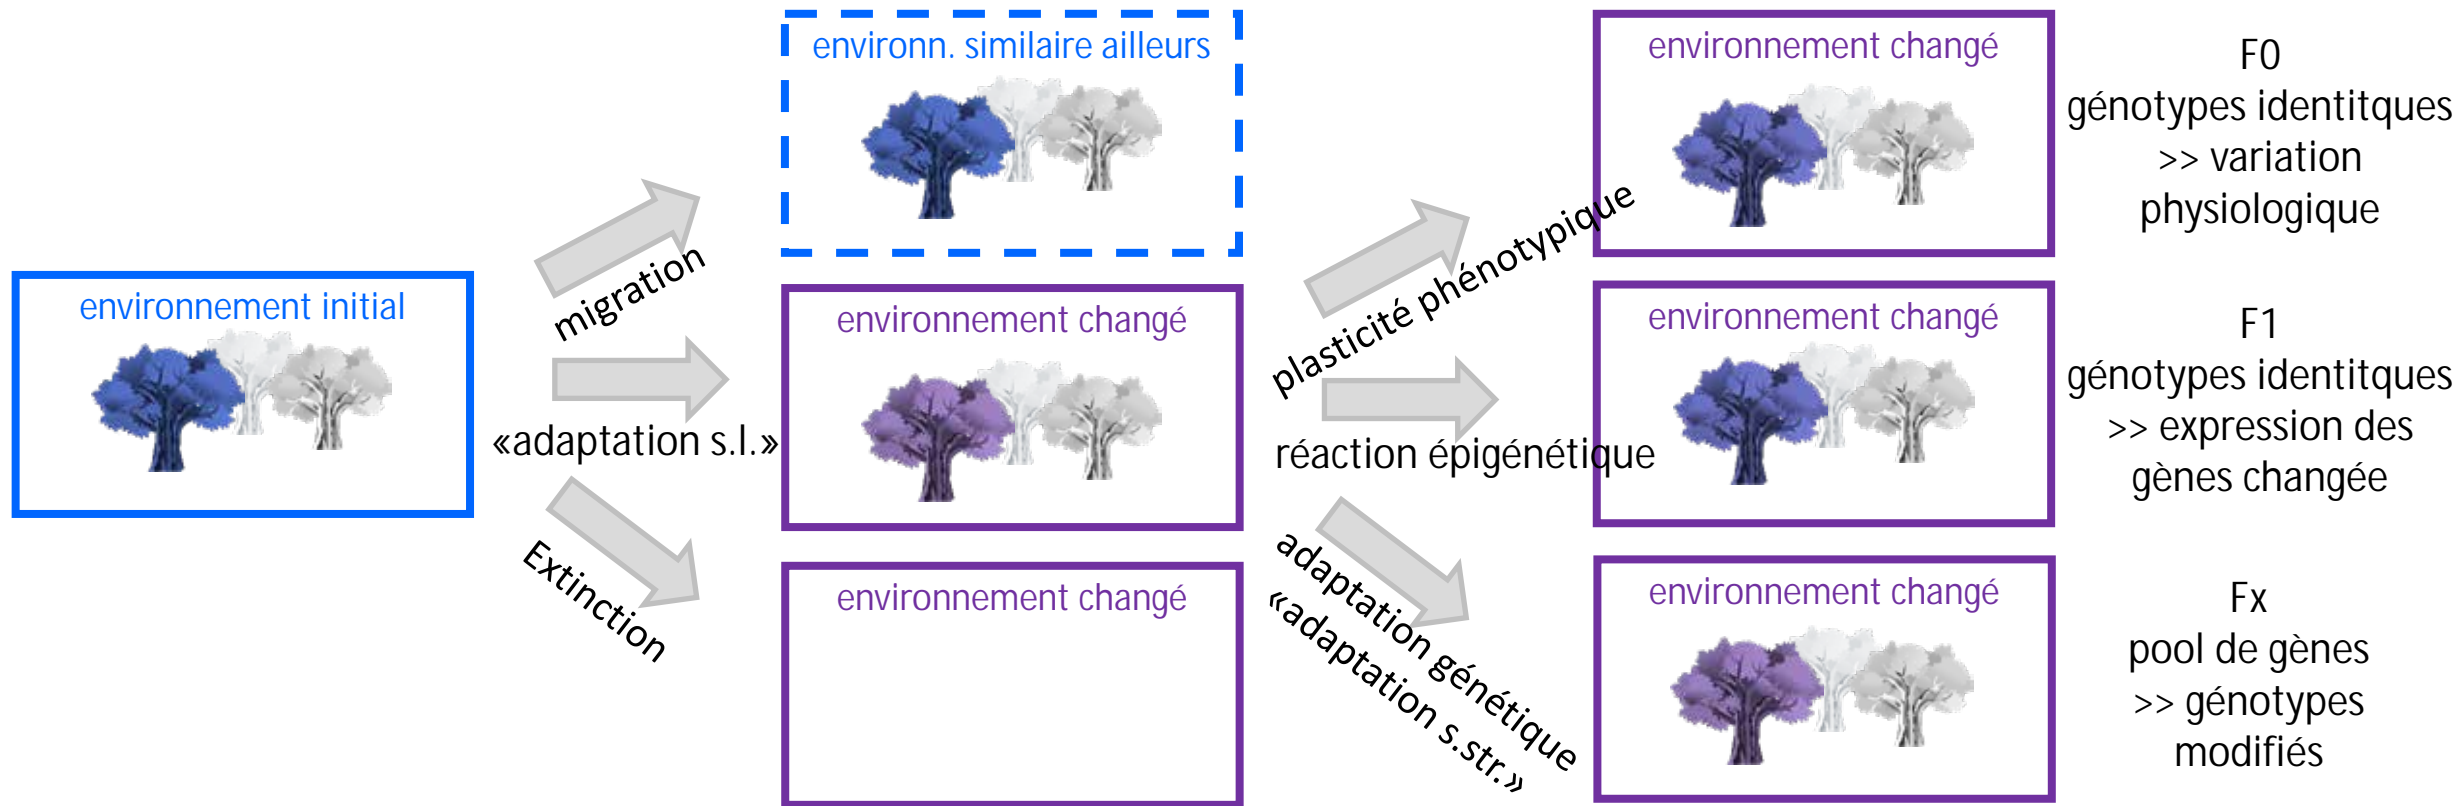 environnement initial
migration
«adaptation s.l.»
Extinction
environn. similaire ailleurs
environnement changé
environnement changé
plasticité phénotypique
réaction épigénétique
adaptation génétique
«adaptation s.str.»
environnement changé
environnement changé
environnement changé
F0
génotypes identitques
>> variation
physiologique
F1
génotypes identitques
>> expression des
gènes changée
Fx
pool de gènes
>> génotypes
modifiés